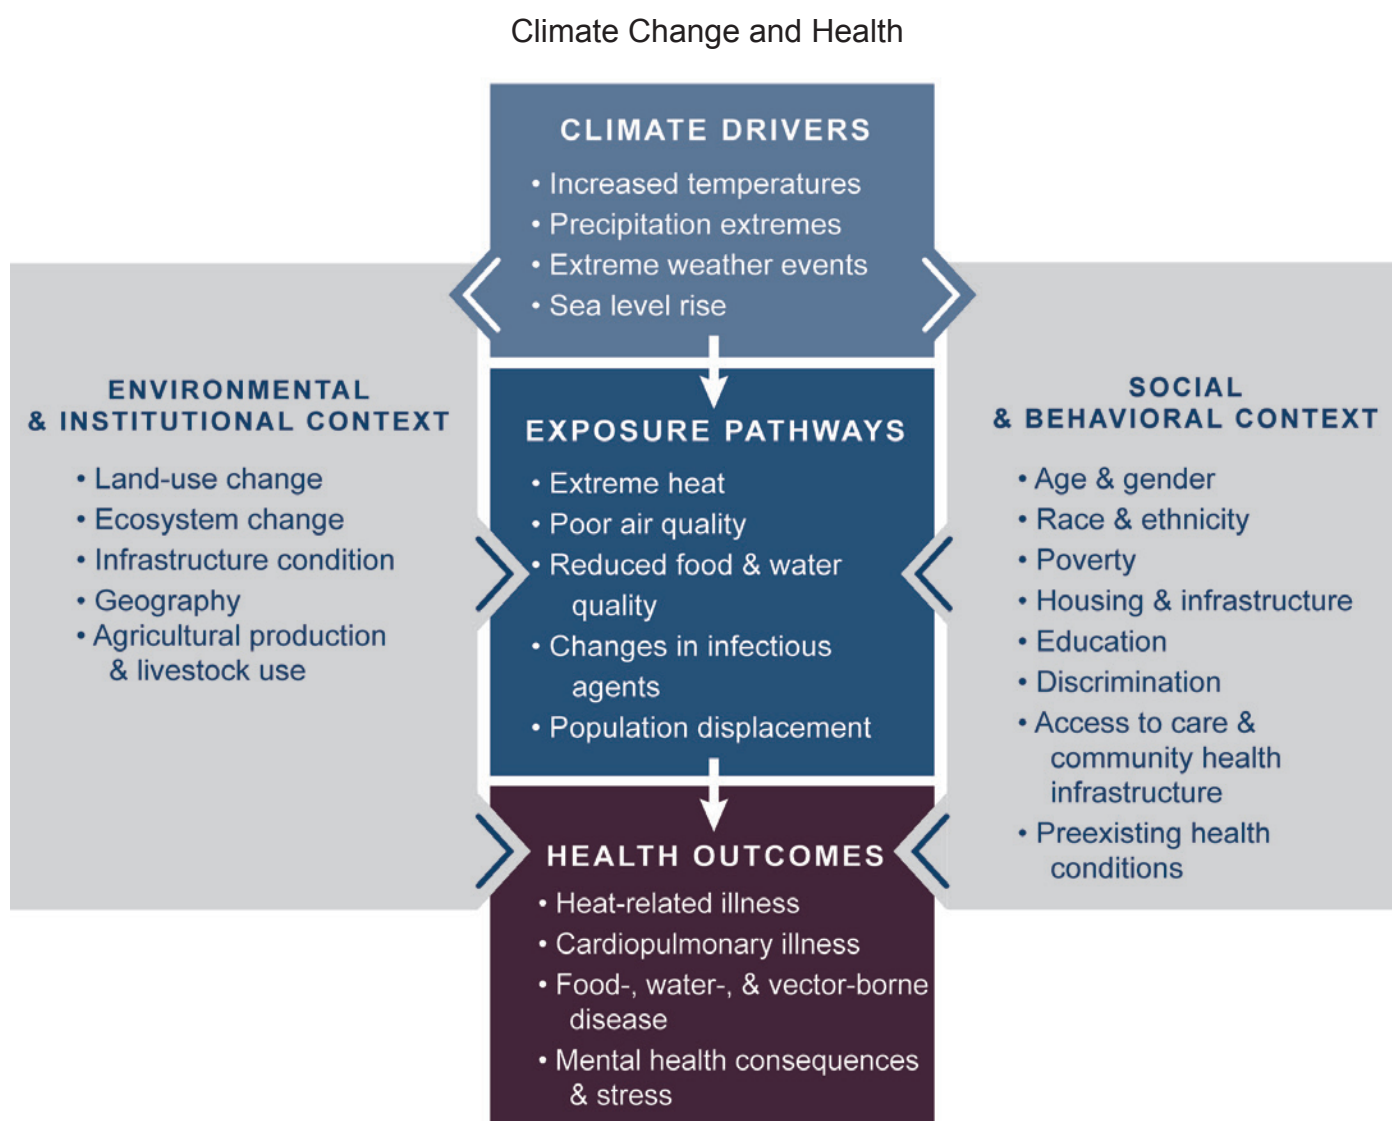 Climate Change and Health
CLIMATE DRIVERS
• Increased temperatures
• Precipitation extremes
• Extreme weather events
• Sea level rise
ENVIRONMENTAL
& INSTITUTIONAL CONTEXT
• Land-use change
• Ecosystem change
• Infrastructure condition
• Geography
• Agricultural production
& livestock use
EXPOSURE PATHWAYS
• Extreme heat
• Poor air quality
• Reduced food & water
quality
• Changes in infectious
agents
• Population displacement
SOCIAL
& BEHAVIORAL CONTEXT
• Age & gender
• Race & ethnicity
• Poverty
• Housing & infrastructure
• Education
• Discrimination
• Access to care &
community health
infrastructure
• Preexisting health
conditions
HEALTH OUTCOMES
• Heat-related illness
• Cardiopulmonary illness
• Food-, water-, & vector-borne
disease
• Mental health consequences
& stress